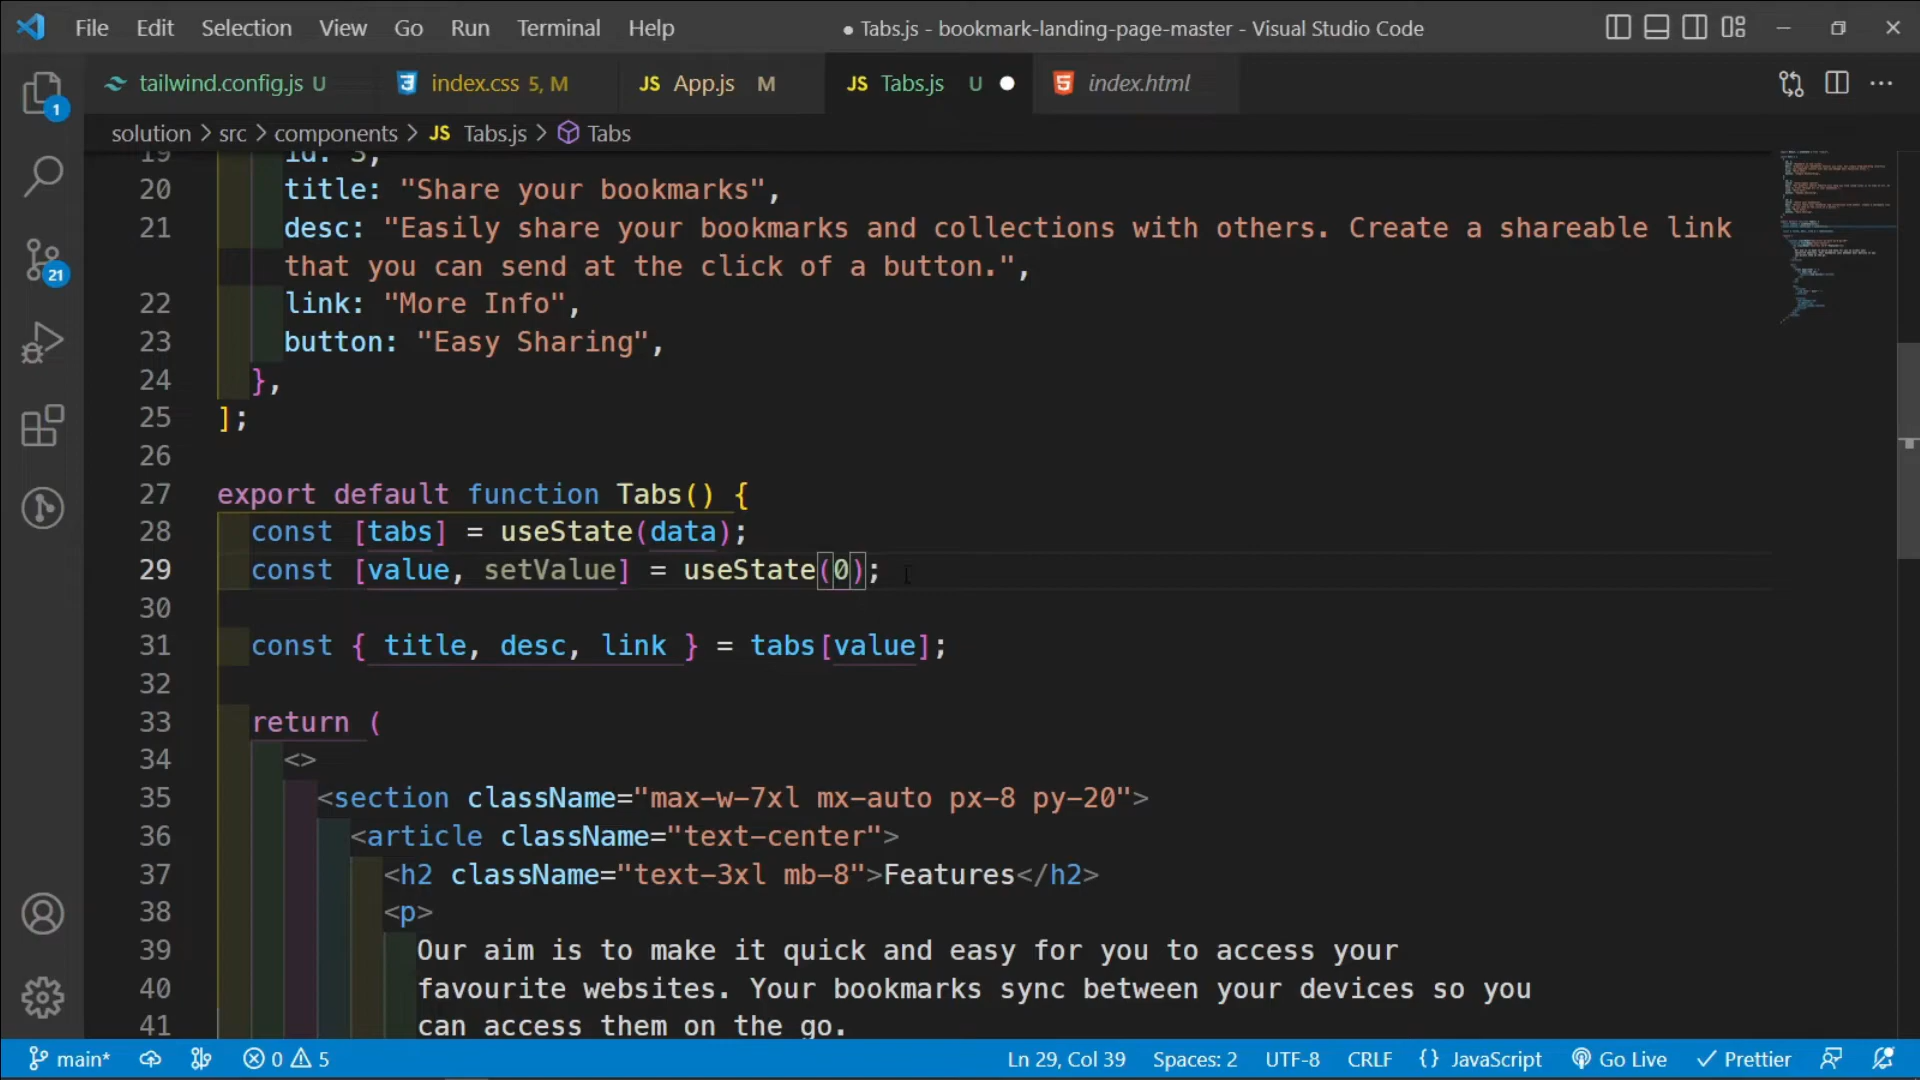 File Edit Selection View Go Run Terminal Help ● Tabs.js - bookmark-landing-page-master - Visual Studio Code
tailwind.config.js U index.css 5, M JS App.js M JS Tabs.js U index.html
solution > src > components > JS Tabs.js > Tabs
19 id: 3,
20 title: "Share your bookmarks",
21 desc: "Easily share your bookmarks and collections with others. Create a shareable link
that you can send at the click of a button.",
22 link: "More Info",
23 button: "Easy Sharing",
24 },
25 ];
26
27 export default function Tabs() {
28 const [tabs] = useState(data);
29 const [value, setValue] = useState(0);
30
31 const { title, desc, link } = tabs[value];
32
33 return (
34 <>
35 <section className="max-w-7xl mx-auto px-8 py-20">
36 <article className="text-center">
37 <h2 className="text-3xl mb-8">Features</h2>
38 <p>
39 Our aim is to make it quick and easy for you to access your
40 favourite websites. Your bookmarks sync between your devices so you
41 can access them on the go.
1
21
main* 0 5 Ln 29, Col 39 Spaces: 2 UTF-8 CRLF {} JavaScript Go Live Prettier